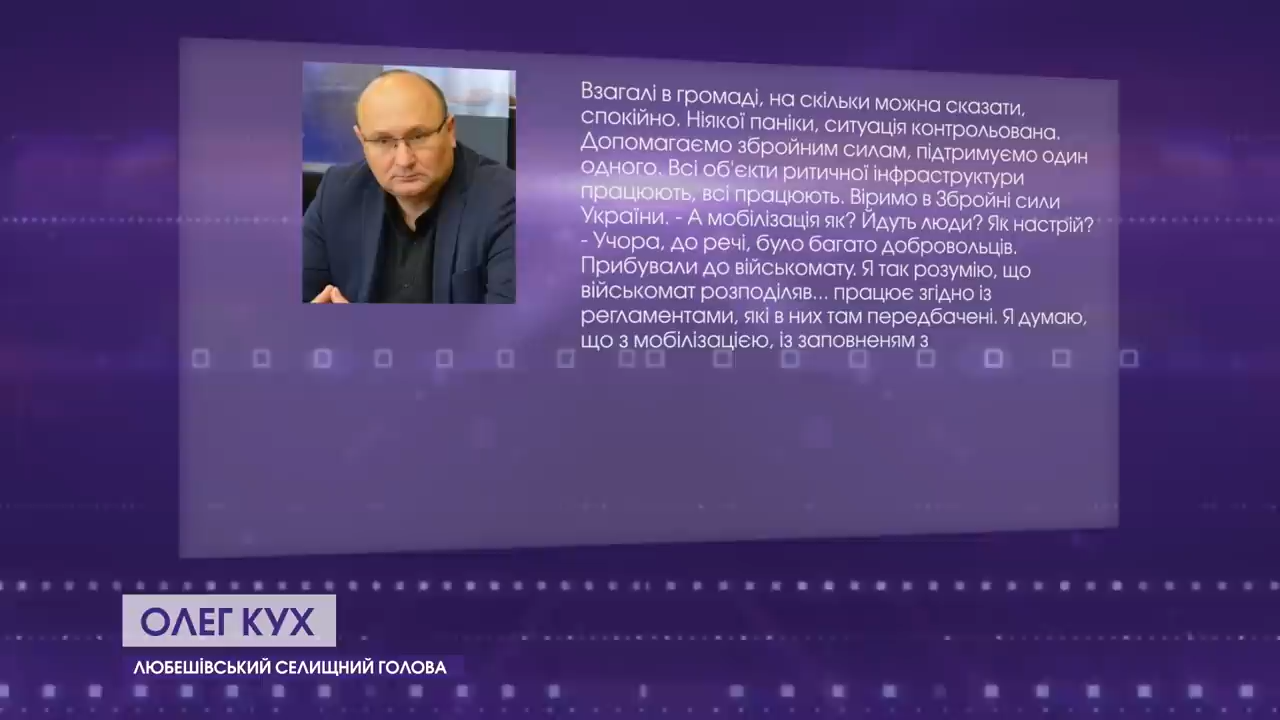 Взагалі в громаді, на скільки можна сказати,
спокійно. Ніякої паніки, ситуація контрольована.
Допомагаємо збройним силам, підтримуємо один
одного. Всі об'єкти ритичної інфраструктури
працюють, всі працюють. Віримо в Збройні сили
України. - А мобілізація як? Йдуть люди? Як настрій?
- Учора, до речі, було багато добровольців.
Прибували до військомату. Я так розумію, що
військомат розподіляв... працює згідно із
регламентами, які в них там передбачені. Я думаю,
що з мобілізацією, із заповненям з
ОЛЕГ КУХ
ЛЮБЕШІВСЬКИЙ СЕЛИЩНИЙ ГОЛОВА